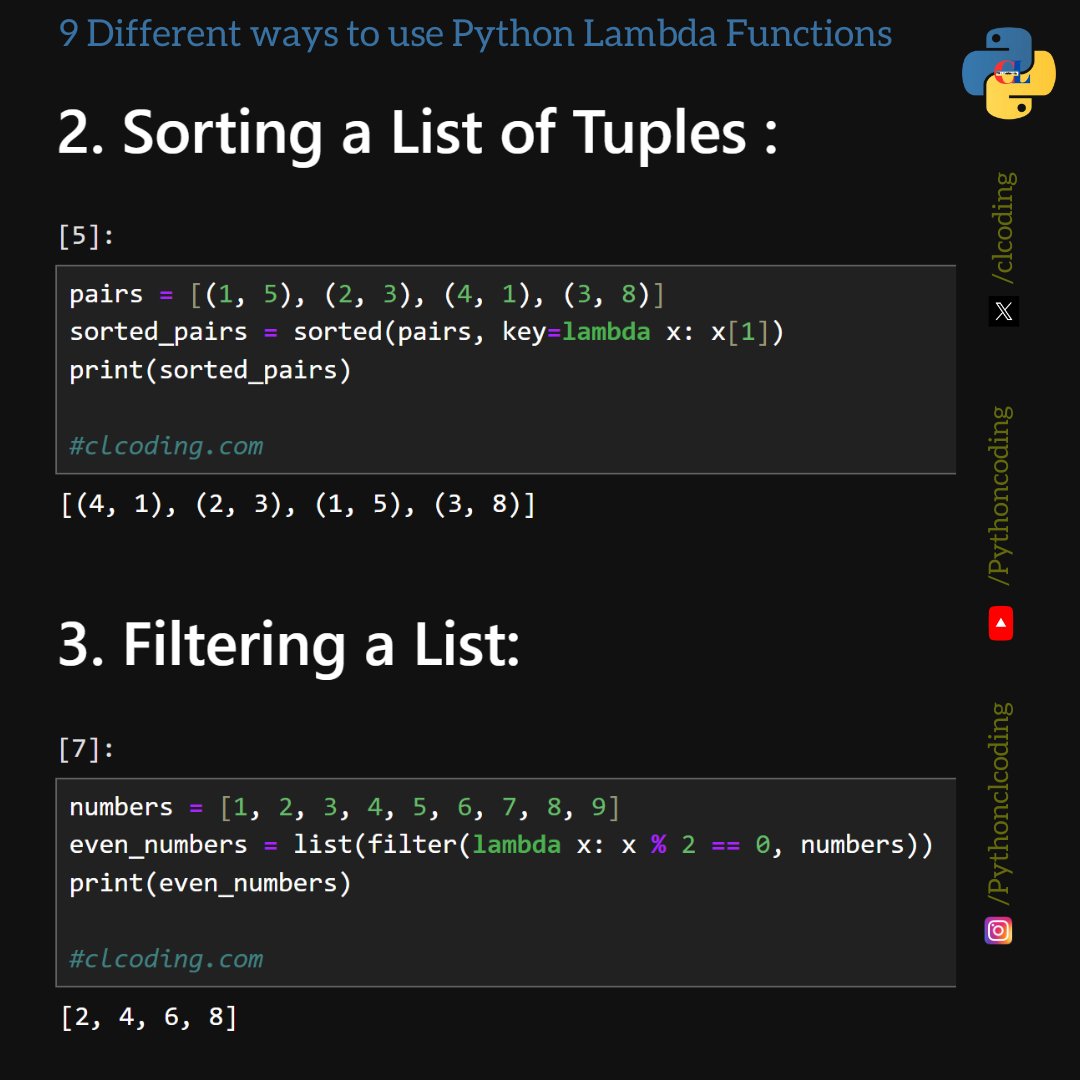 9 Different ways to use Python Lambda Functions
CL
2. Sorting a List of Tuples :
[5]:
pairs = [(1, 5), (2, 3), (4, 1), (3, 8)]
sorted_pairs = sorted(pairs, key=lambda x: x[1])
print(sorted_pairs)
#clcoding.com
[(4, 1), (2, 3), (1, 5), (3, 8)]
3. Filtering a List:
[7]:
numbers = [1, 2, 3, 4, 5, 6, 7, 8, 9]
even_numbers = list(filter(lambda x: x % 2 == 0, numbers))
print(even_numbers)
#clcoding.com
[2, 4, 6, 8]
/clcoding
/Pythoncoding
/Pythonclcoding